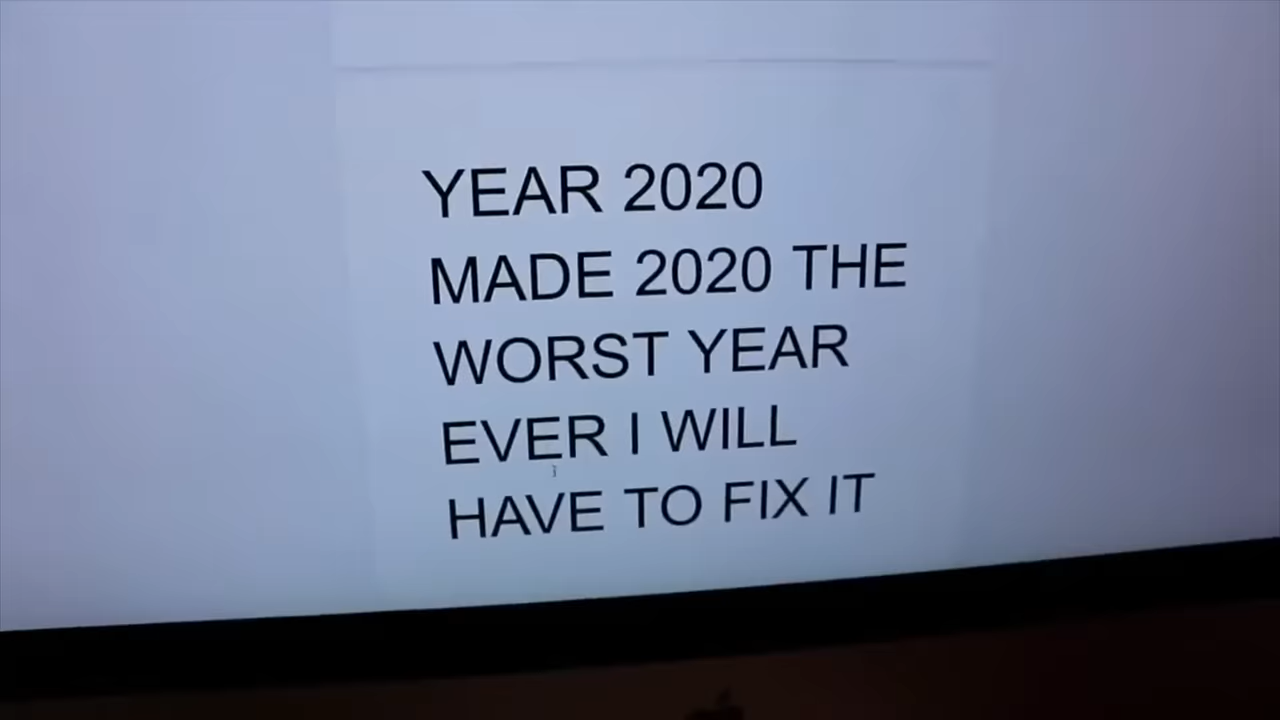 YEAR 2020
MADE 2020 THE
WORST YEAR
EVER I WILL
HAVE TO FIX IT